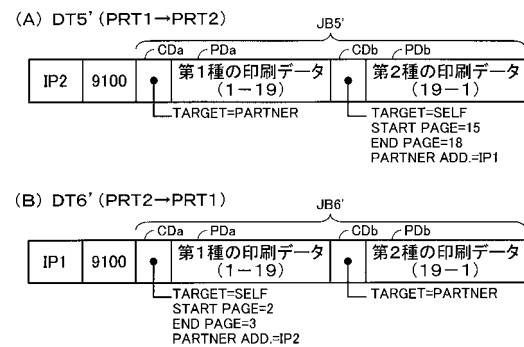 (A) DT5'(PRT1→PRT2)
JB5'
CDa PDa CDb PDb
IP2 9100 第1種の印刷データ 第2種の印刷データ
(1−19) (19−1)
TARGET=PARTNER TARGET=SELF
START PAGE=15
END PAGE=18
PARTNER ADD.=IP1
(B) DT6'(PRT2→PRT1)
JB6'
CDa PDa CDb PDb
IP1 9100 第1種の印刷データ 第2種の印刷データ
(1−19) (19−1)
TARGET=SELF TARGET=PARTNER
START PAGE=2
END PAGE=3
PARTNER ADD.=IP2